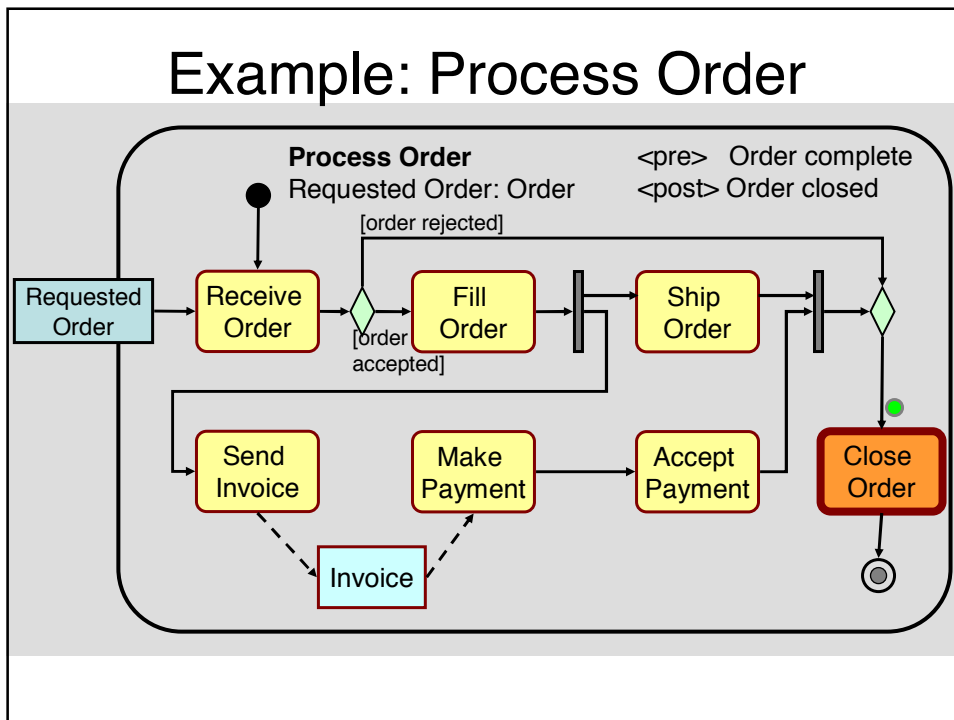 Example: Process Order
Process Order
Requested Order: Order
<pre> Order complete
<post> Order closed
[order rejected]
Requested
Order
Receive
Order
[order
accepted]
Fill
Order
Ship
Order
Send
Invoice
Make
Payment
Accept
Payment
Close
Order
Invoice